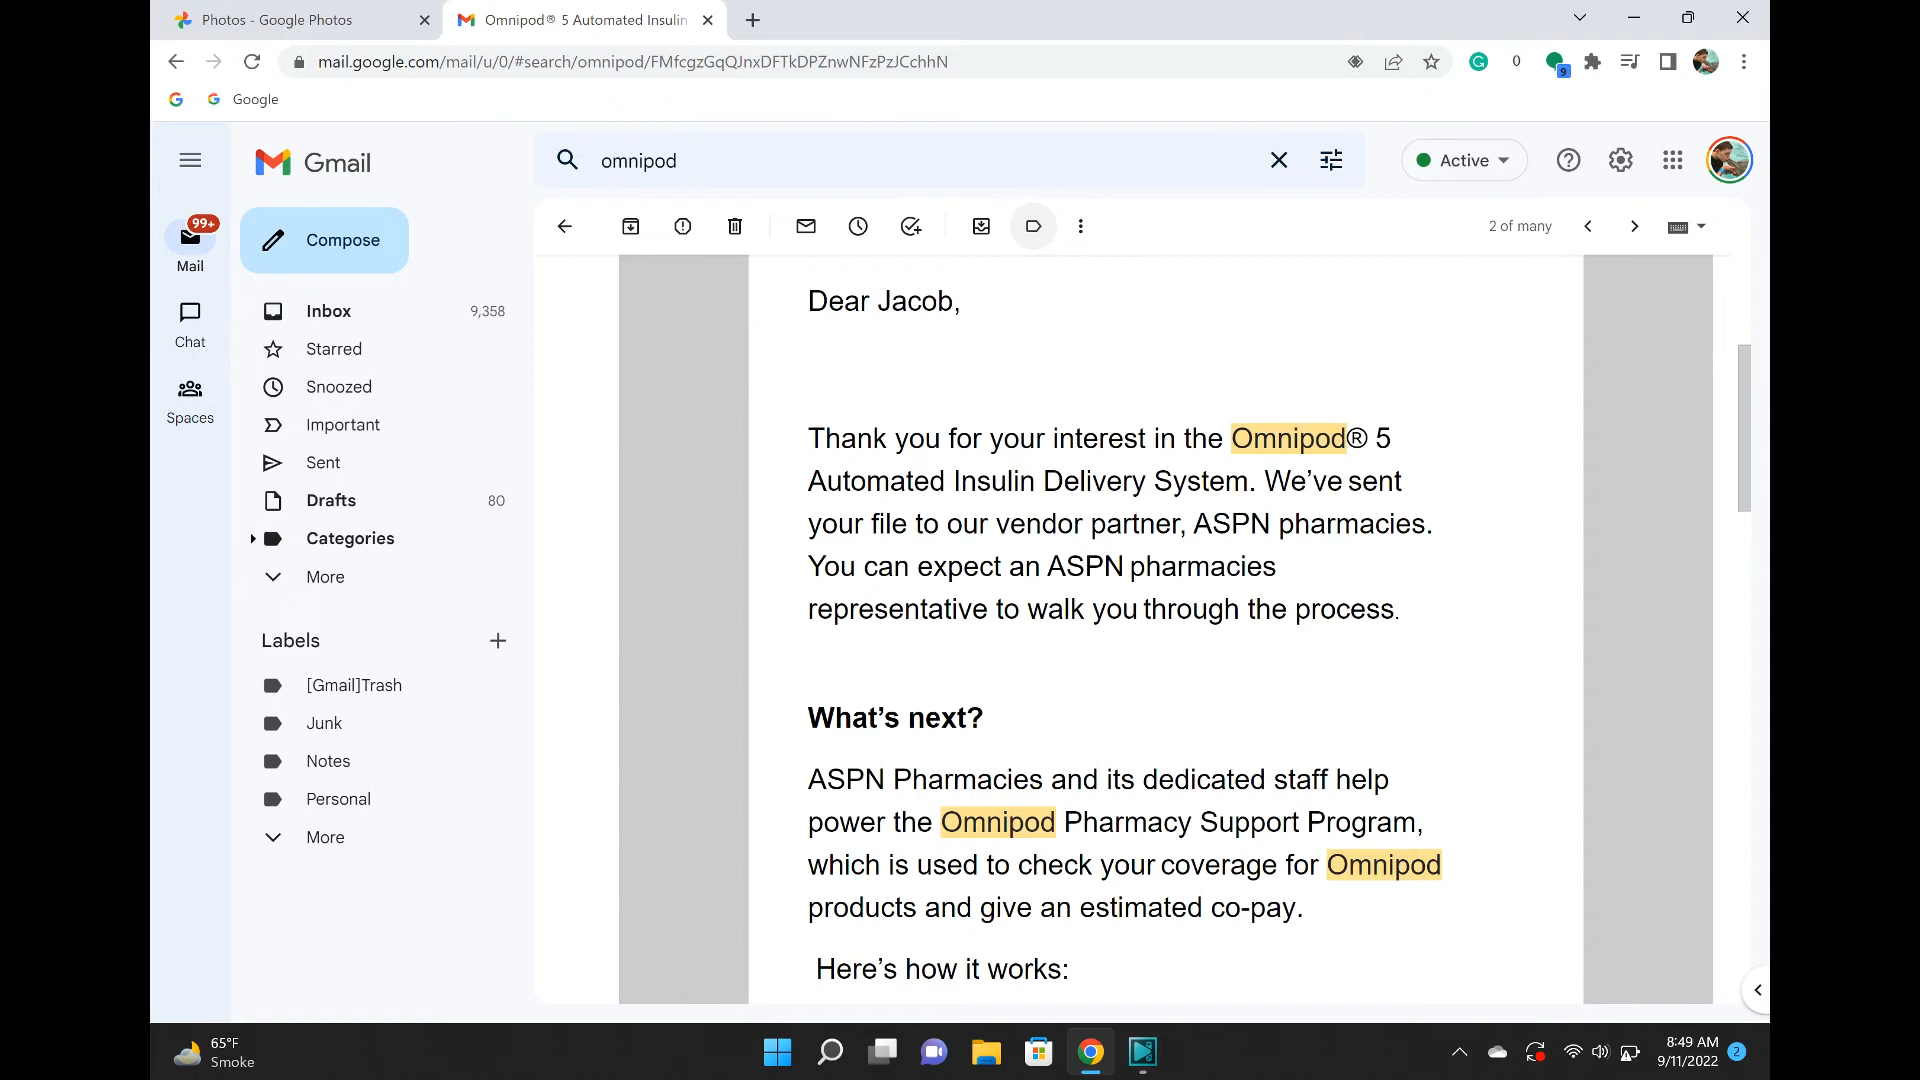 Photos - Google Photos
Omnipod® 5 Automated Insulin
mail.google.com/mail/u/0/#search/omnipod/FMfcgzGqQJnxDFTkDPZnwNFzPzJCchhN
0
9
Google
Gmail
omnipod
Active
99+
Mail
Compose
2 of many
Chat
Spaces
Inbox 9,358
Starred
Snoozed
Important
Sent
Drafts 80
Categories
More
Labels
[Gmail]Trash
Junk
Notes
Personal
More
Dear Jacob,
Thank you for your interest in the Omnipod® 5
Automated Insulin Delivery System. We’ve sent
your file to our vendor partner, ASPN pharmacies.
You can expect an ASPN pharmacies
representative to walk you through the process.
What’s next?
ASPN Pharmacies and its dedicated staff help
power the Omnipod Pharmacy Support Program,
which is used to check your coverage for Omnipod
products and give an estimated co-pay.
Here’s how it works:
65°F
Smoke
8:49 AM
9/11/2022
2